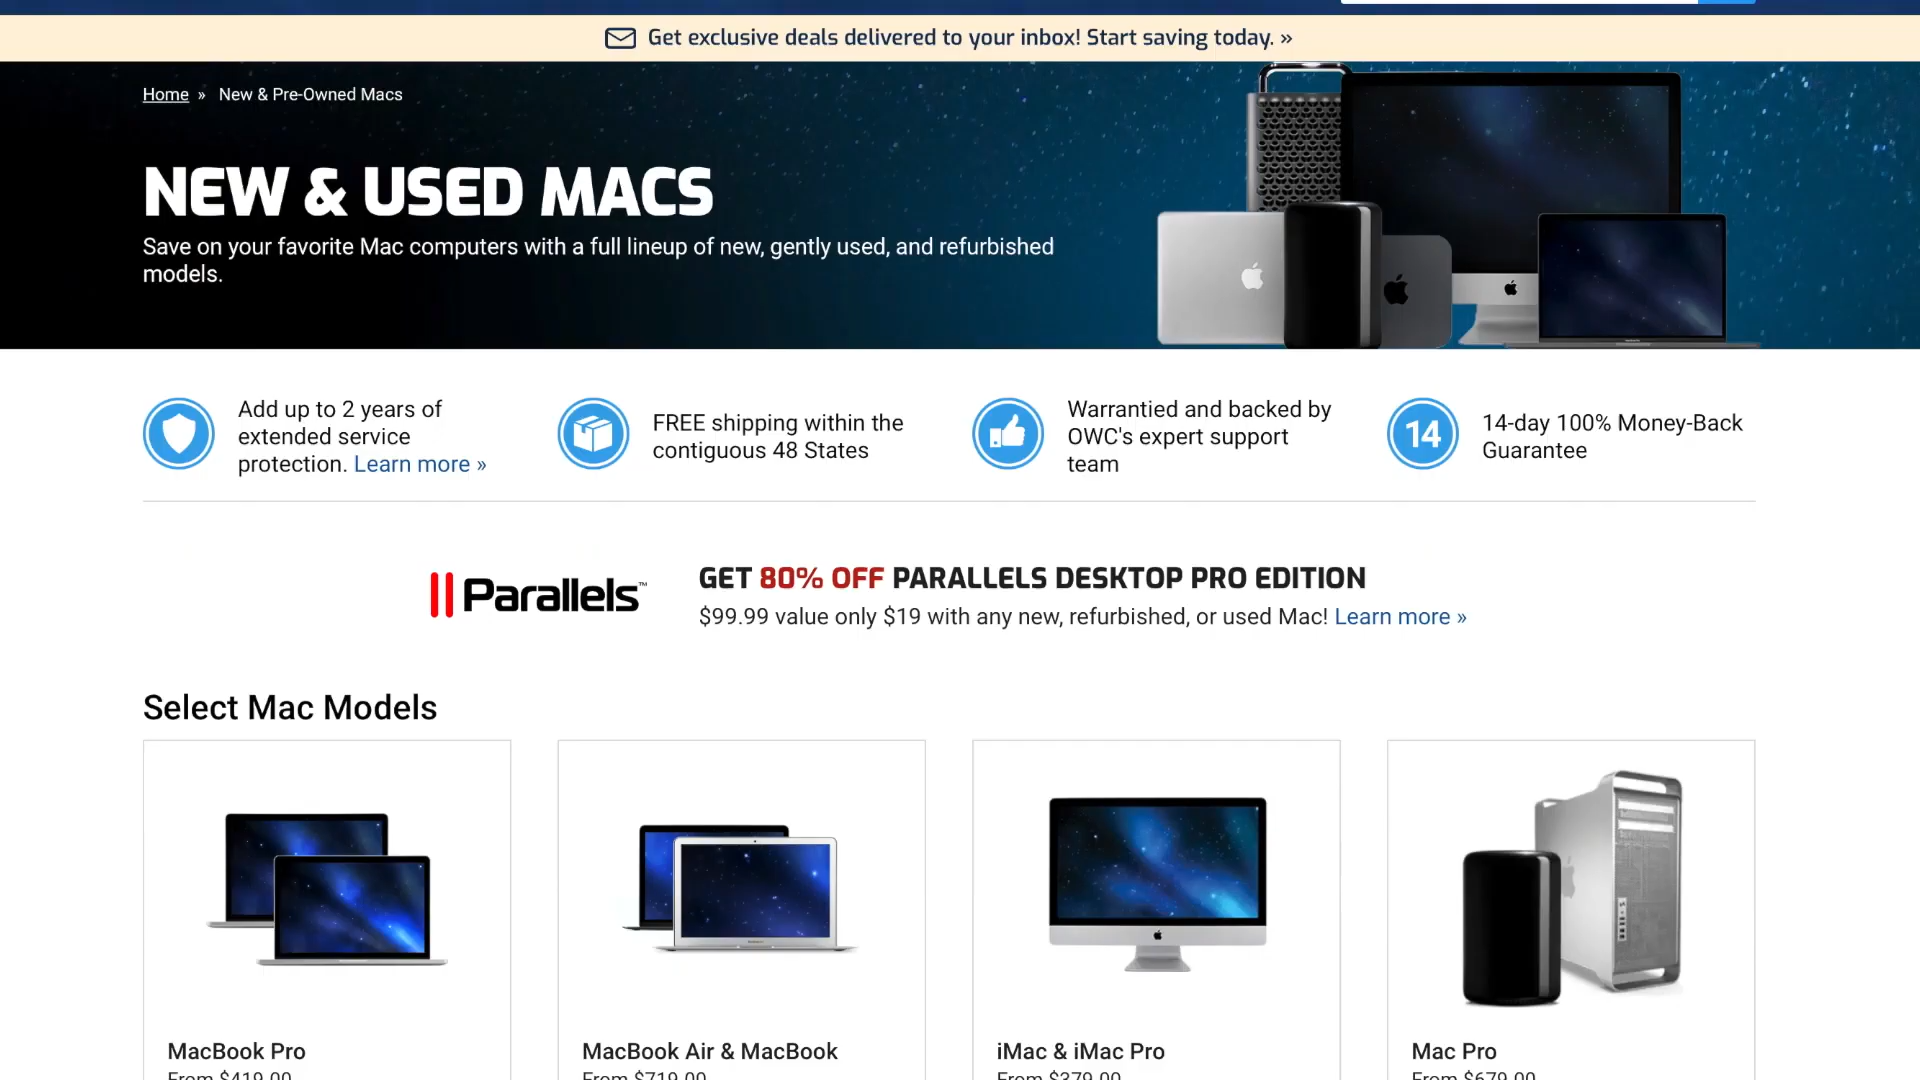 Get exclusive deals delivered to your inbox! Start saving today. »
Home » New & Pre-Owned Macs
NEW & USED MACS
Save on your favorite Mac computers with a full lineup of new, gently used, and refurbished
models.
Add up to 2 years of
extended service
protection. Learn more »
FREE shipping within the
contiguous 48 States
Warrantied and backed by
OWC's expert support
team
14
14-day 100% Money-Back
Guarantee
Parallels™
GET 80% OFF PARALLELS DESKTOP PRO EDITION
$99.99 value only $19 with any new, refurbished, or used Mac! Learn more »
Select Mac Models
MacBook Pro
From $419.00
MacBook Air & MacBook
From $719.00
iMac & iMac Pro
From $379.00
Mac Pro
From $679.00